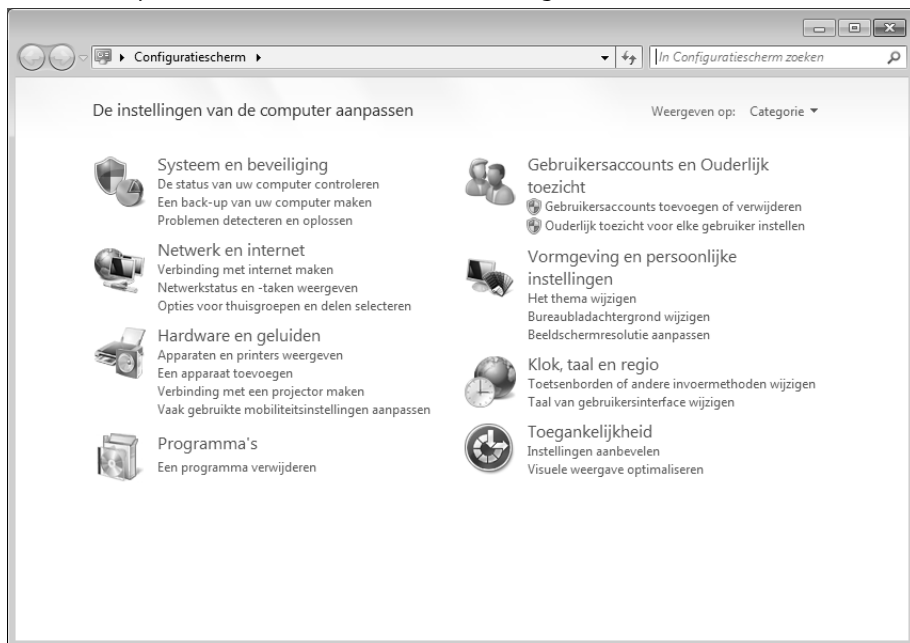 Configuratiescherm
In Configuratiescherm zoeken
De instellingen van de computer aanpassen
Weergeven op: Categorie
Systeem en beveiliging
De status van uw computer controleren
Een back-up van uw computer maken
Problemen detecteren en oplossen
Netwerk en internet
Verbinding met internet maken
Netwerkstatus en -taken weergeven
Opties voor thuisgroepen en delen selecteren
Hardware en geluiden
Apparaten en printers weergeven
Een apparaat toevoegen
Verbinding met een projector maken
Vaak gebruikte mobiliteitsinstellingen aanpassen
Programma's
Een programma verwijderen
Gebruikersaccounts en Ouderlijk
toezicht
Gebruikersaccounts toevoegen of verwijderen
Ouderlijk toezicht voor elke gebruiker instellen
Vormgeving en persoonlijke
instellingen
Het thema wijzigen
Bureaubladachtergrond wijzigen
Beeldschermresolutie aanpassen
Klok, taal en regio
Toetsenborden of andere invoermethoden wijzigen
Taal van gebruikersinterface wijzigen
Toegankelijkheid
Instellingen aanbevelen
Visuele weergave optimaliseren